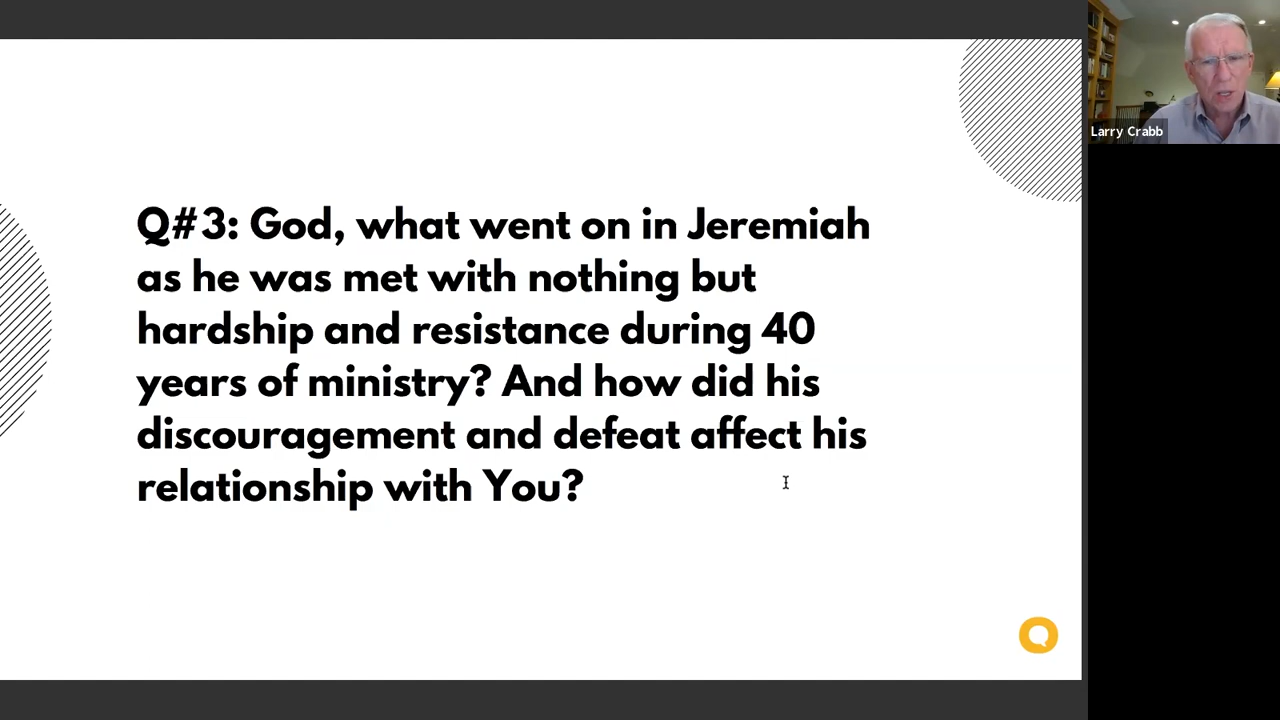 Q#3: God, what went on in Jeremiah
as he was met with nothing but
hardship and resistance during 40
years of ministry? And how did his
discouragement and defeat affect his
relationship with You?
Larry Crabb